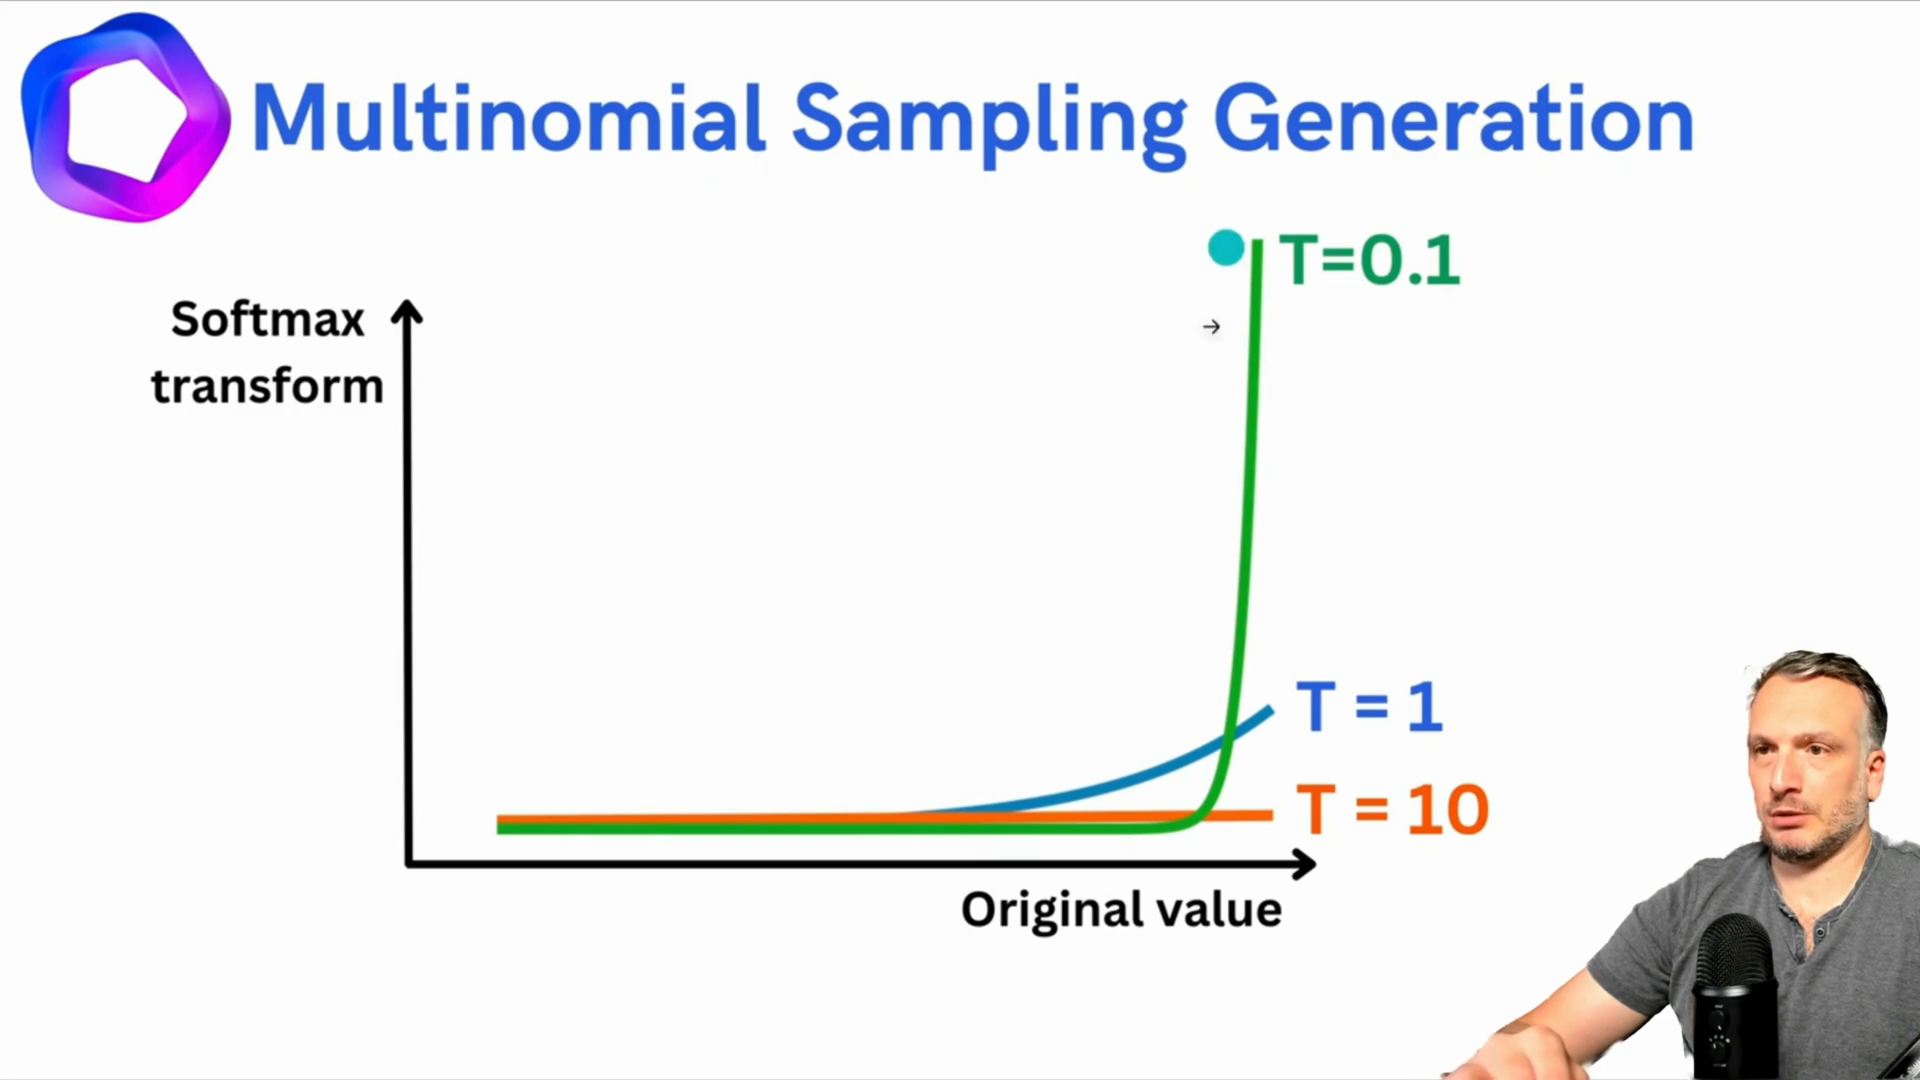 Multinomial Sampling Generation
T=0.1
Softmax
transform
T = 1
T = 10
Original value